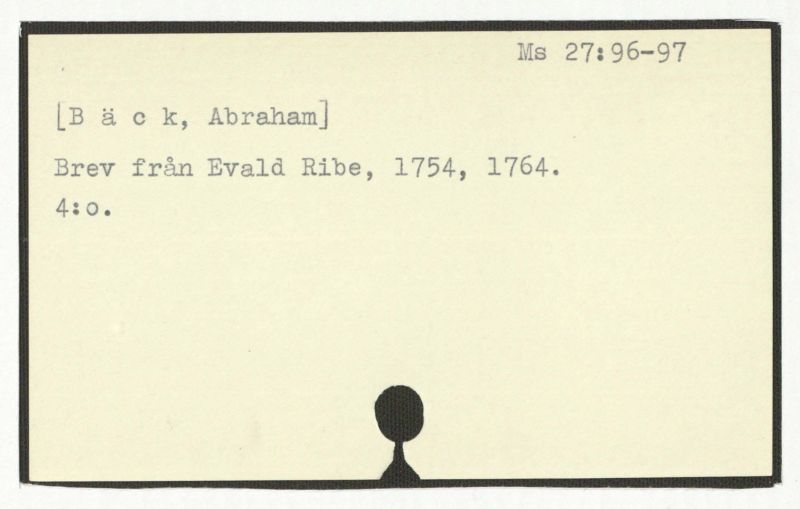 Ms 27:96-97
[B ä c k, Abraham]
Brev från Evald Ribe, 1754, 1764.
4:o.